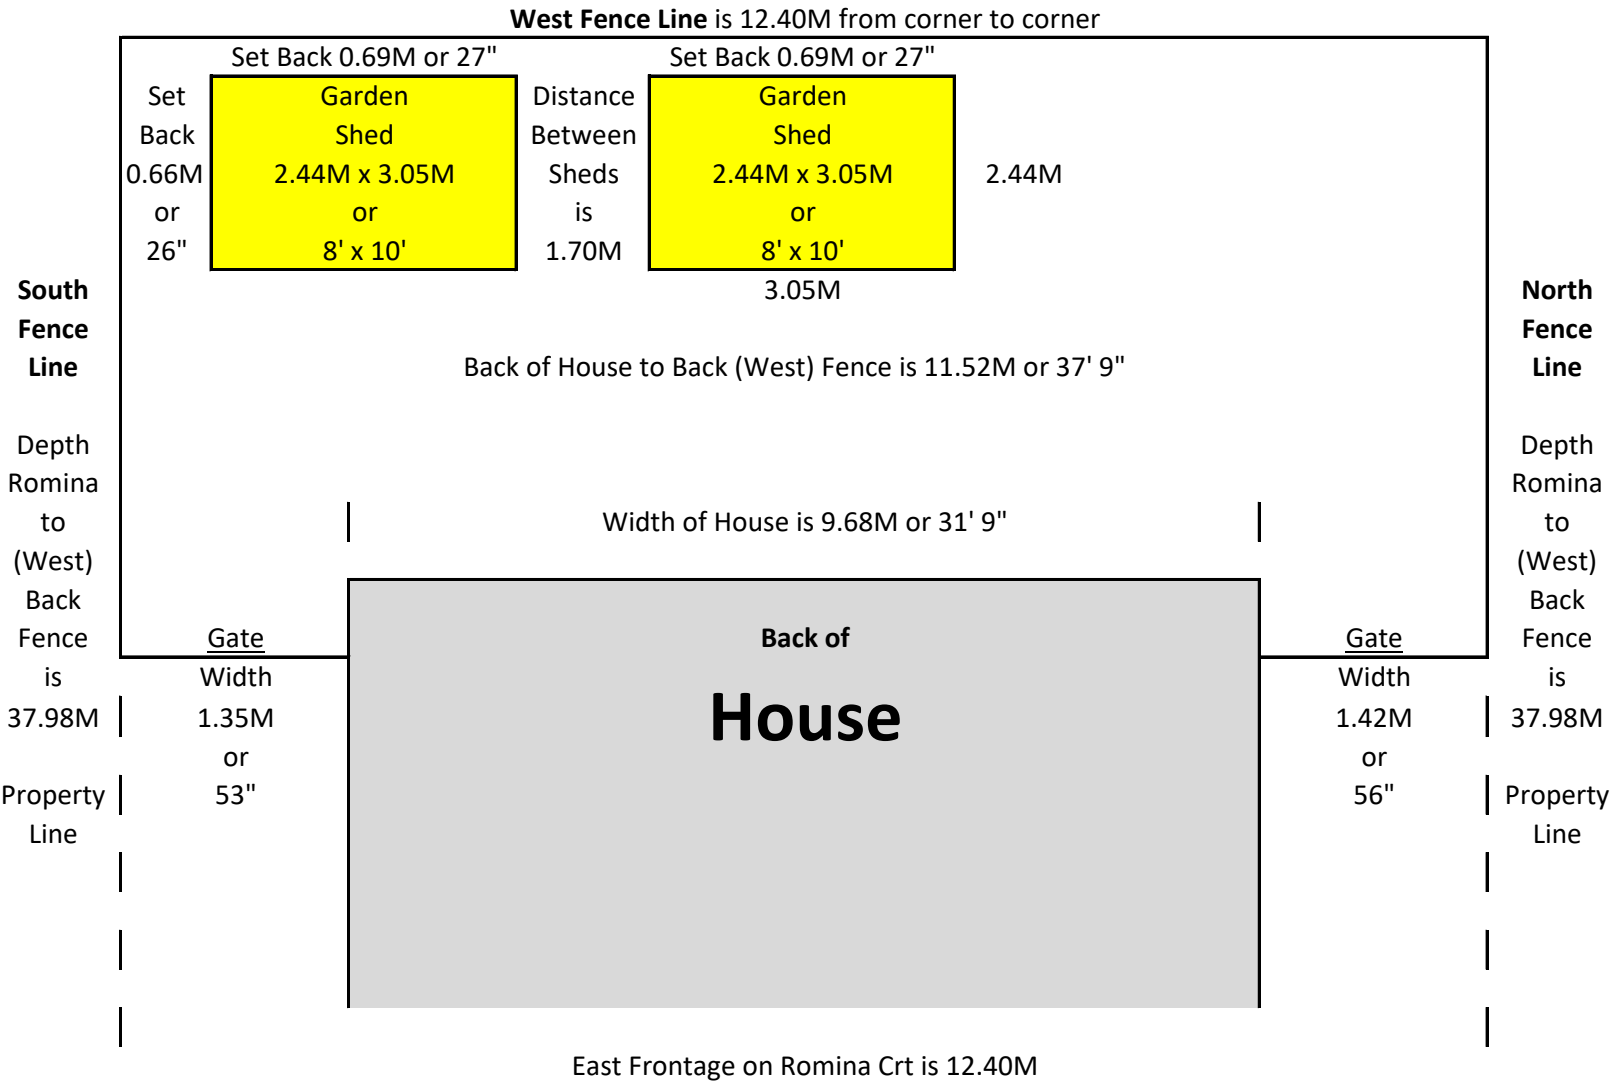 West Fence Line is 12.40M from corner to corner
Set Back 0.69M or 27"
Set Back 0.69M or 27"
Set
Back
0.66M
or
26"
Garden
Shed
2.44M x 3.05M
or
8' x 10'
Distance
Between
Sheds
is
1.70M
Garden
Shed
2.44M x 3.05M
or
8' x 10'
2.44M
3.05M
South
Fence
Line
North
Fence
Line
Back of House to Back (West) Fence is 11.52M or 37' 9"
Depth
Romina
to
(West)
Back
Fence
is
37.98M
Property
Line
Width of House is 9.68M or 31' 9"
Depth
Romina
to
(West)
Back
Fence
is
37.98M
Property
Line
Gate
Width
1.35M
or
53"
Back of
House
Gate
Width
1.42M
or
56"
East Frontage on Romina Crt is 12.40M